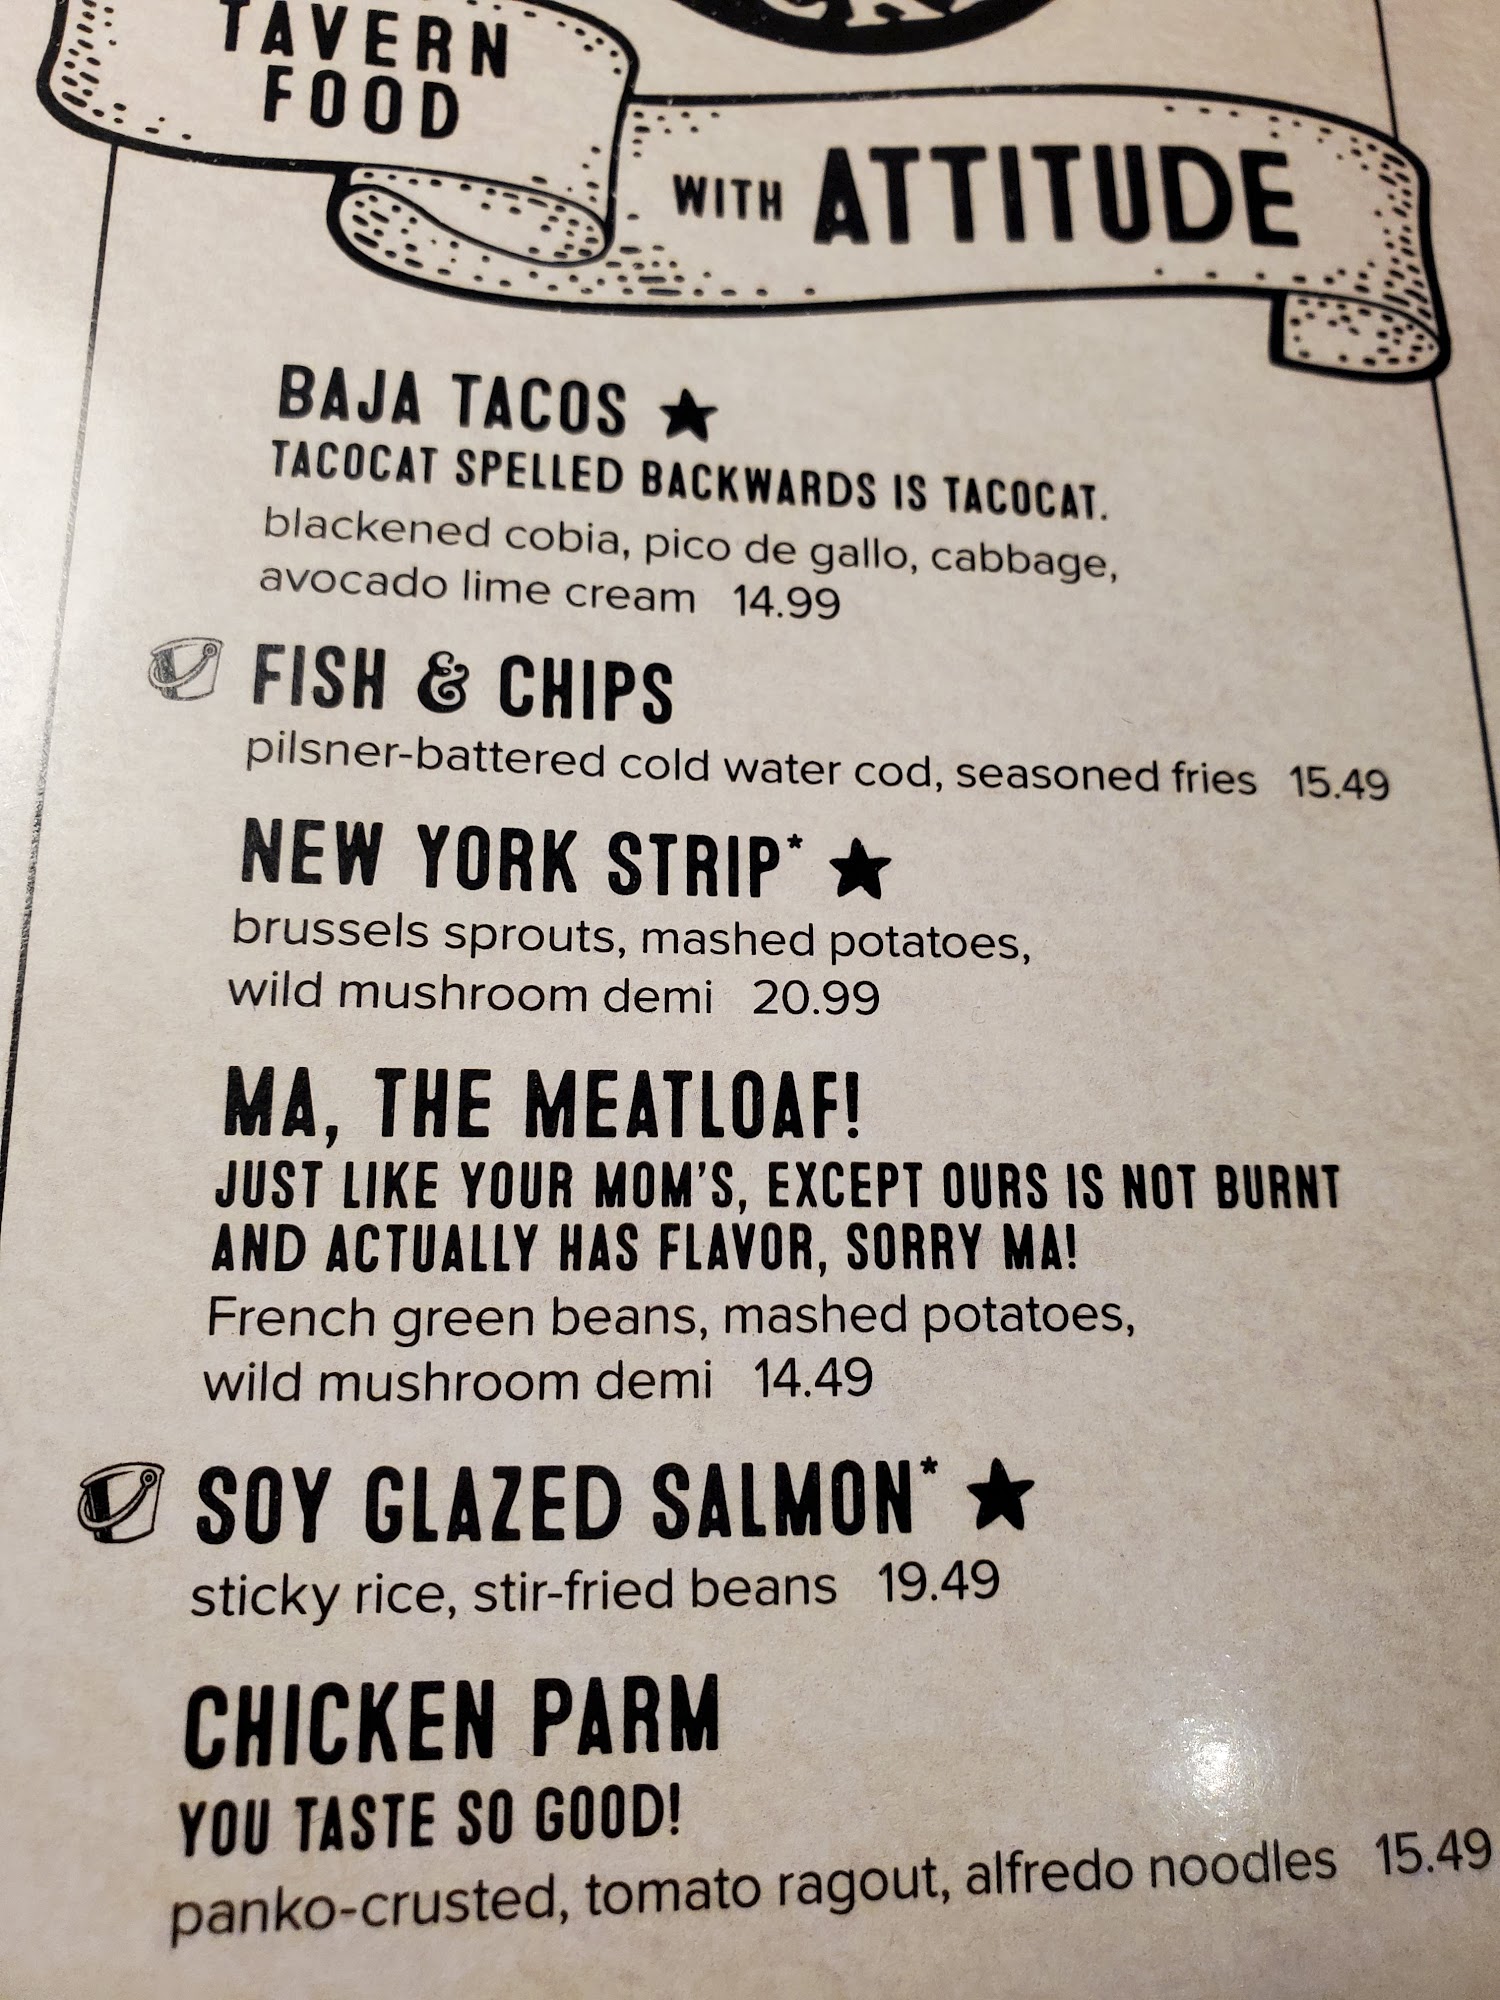 TAVERN
FOOD
WITH ATTITUDE
BAJA TACOS ★
TACOCAT SPELLED BACKWARDS IS TACOCAT.
blackened cobia, pico de gallo, cabbage,
avocado lime cream 14.99
FISH & CHIPS
pilsner-battered cold water cod, seasoned fries 15.49
NEW YORK STRIP* ★
brussels sprouts, mashed potatoes,
wild mushroom demi 20.99
MA, THE MEATLOAF!
JUST LIKE YOUR MOM'S, EXCEPT OURS IS NOT BURNT
AND ACTUALLY HAS FLAVOR, SORRY MA!
French green beans, mashed potatoes,
wild mushroom demi 14.49
SOY GLAZED SALMON* ★
sticky rice, stir-fried beans 19.49
CHICKEN PARM
YOU TASTE SO GOOD!
panko-crusted, tomato ragout, alfredo noodles 15.49